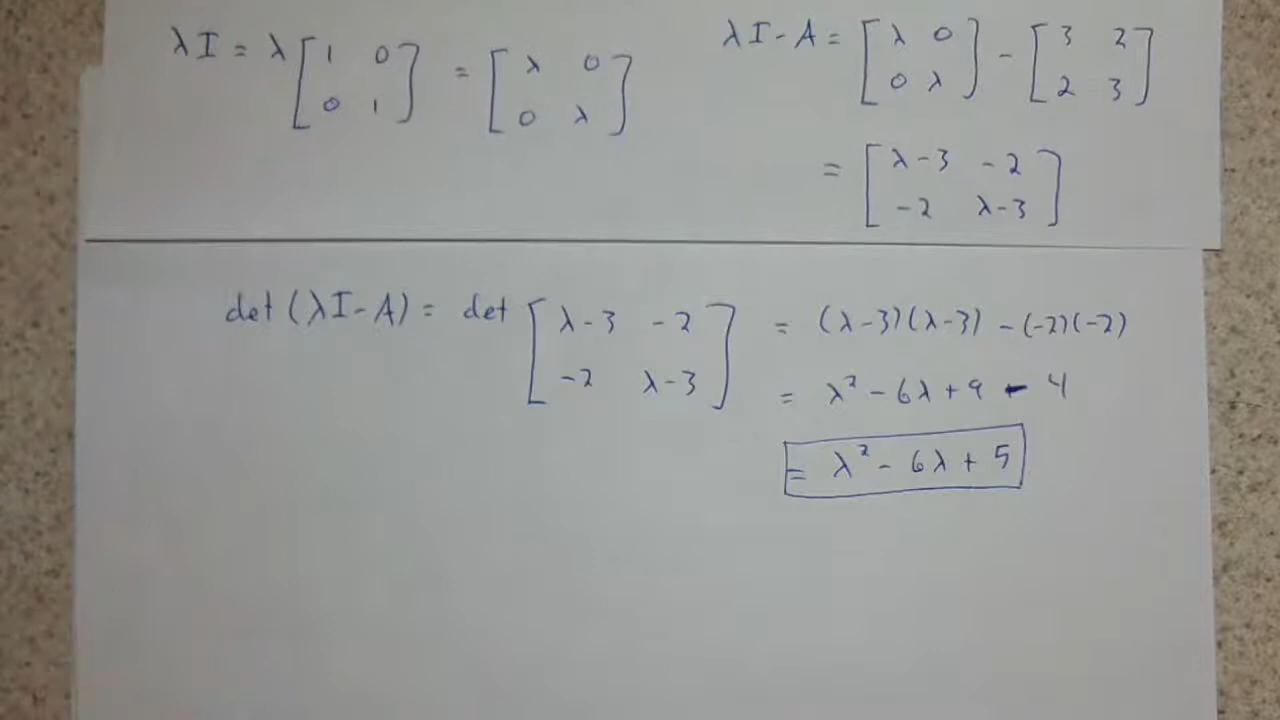 λI = λ [ 1 0 ; 0 1 ] = [ λ 0 ; 0 λ ]
λI - A = [ λ 0 ; 0 λ ] - [ 3 2 ; 2 3 ]
= [ λ-3 -2 ; -2 λ-3 ]
det (λI - A) = det [ λ-3 -2 ; -2 λ-3 ] = (λ-3)(λ-3) - (-2)(-2)
= λ² - 6λ + 9 - 4
= λ² - 6λ + 5